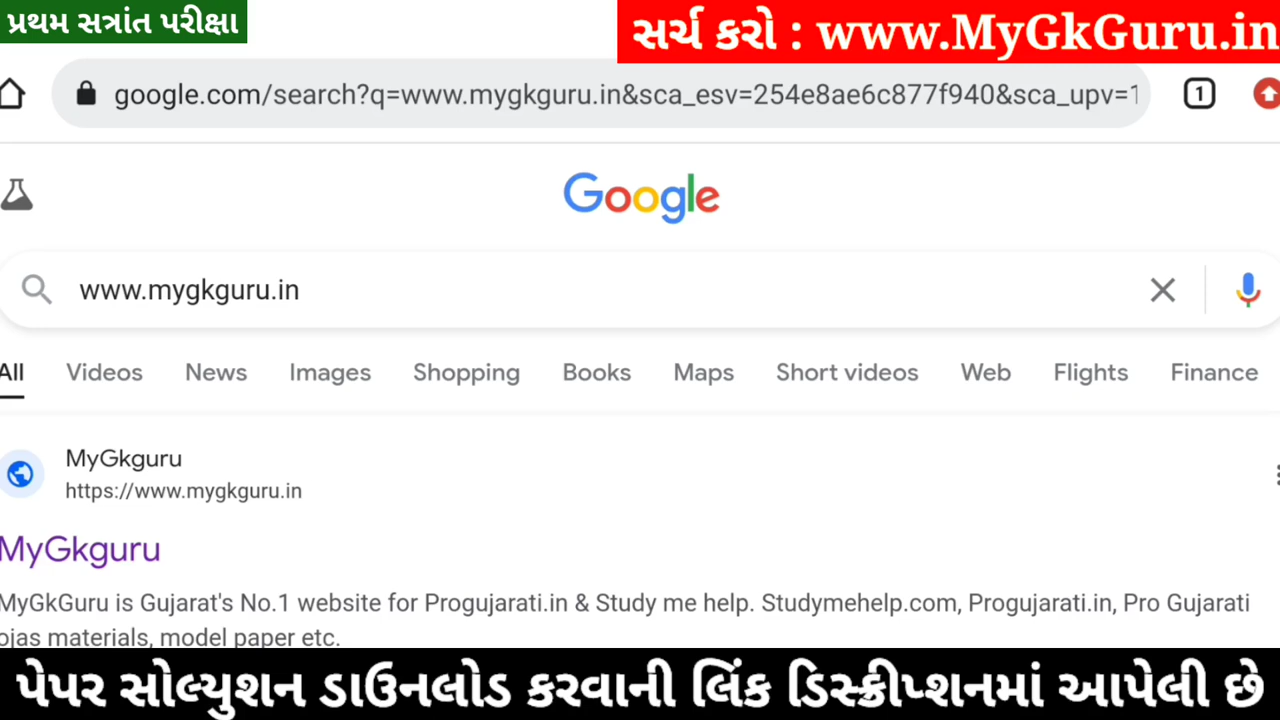 પ્રથમ સત્રાંત પરીક્ષા
સર્ચ કરો : www.MyGkGuru.in
google.com/search?q=www.mygkguru.in&sca_esv=254e8ae6c877f940&sca_upv=1
1
Google
www.mygkguru.in
All Videos News Images Shopping Books Maps Short videos Web Flights Finance
MyGkguru
https://www.mygkguru.in
MyGkguru
MyGkGuru is Gujarat's No.1 website for Progujarati.in & Study me help. Studymehelp.com, Progujarati.in, Pro Gujarati
ojas materials, model paper etc.
પેપર સોલ્યુશન ડાઉનલોડ કરવાની લિંક ડિસ્ક્રીપ્શનમાં આપેલી છે